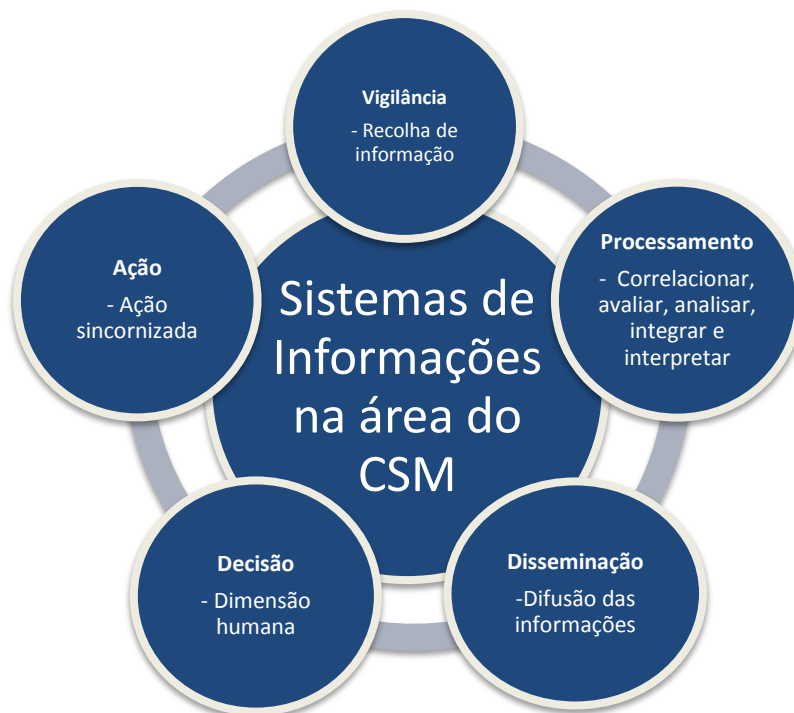 Vigilância
- Recolha de
informação
Processamento
- Correlacionar,
avaliar, analisar,
integrar e
interpretar
Disseminação
-Difusão das
informações
Decisão
- Dimensão
humana
Ação
- Ação
sincornizada
Sistemas de
Informações
na área do
CSM